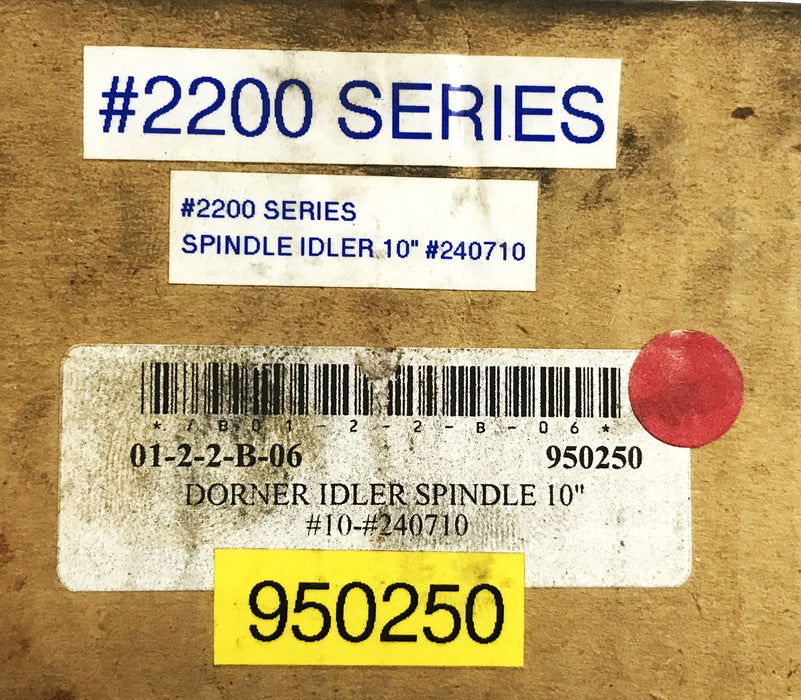 #2200 SERIES
#2200 SERIES
SPINDLE IDLER 10" #240710
*/B01-2-2-B-06*
01-2-2-B-06 950250
DORNER IDLER SPINDLE 10"
#10-#240710
950250